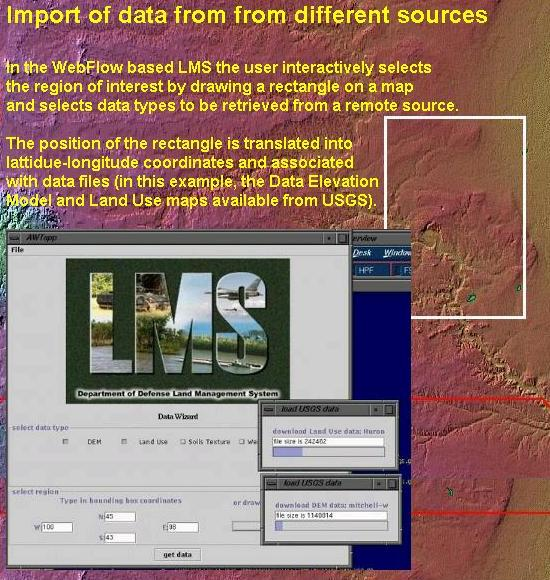 Import of data from from different sources
In the WebFlow based LMS the user interactively selects
the region of interest by drawing a rectangle on a map
and selects data types to be retrieved from a remote source.
The position of the rectangle is translated into
lattidue-longitude coordinates and associated
with data files (in this example, the Data Elevation
Model and Land Use maps available from USGS).
AWTapp
File
erview
Desk Window
HPF FS
LMS
Department of Defense Land Management System
Data Wizard
select data type
DEM Land Use Soils Texture We
load USGS data
download Land Use data: Huron
file size is 242462
load USGS data
download DEM data: mitchell-w
file size is 1140014
select region
Type in bounding box coordinates or draw
N: 45
W: 100 E: 98
S: 43
get data